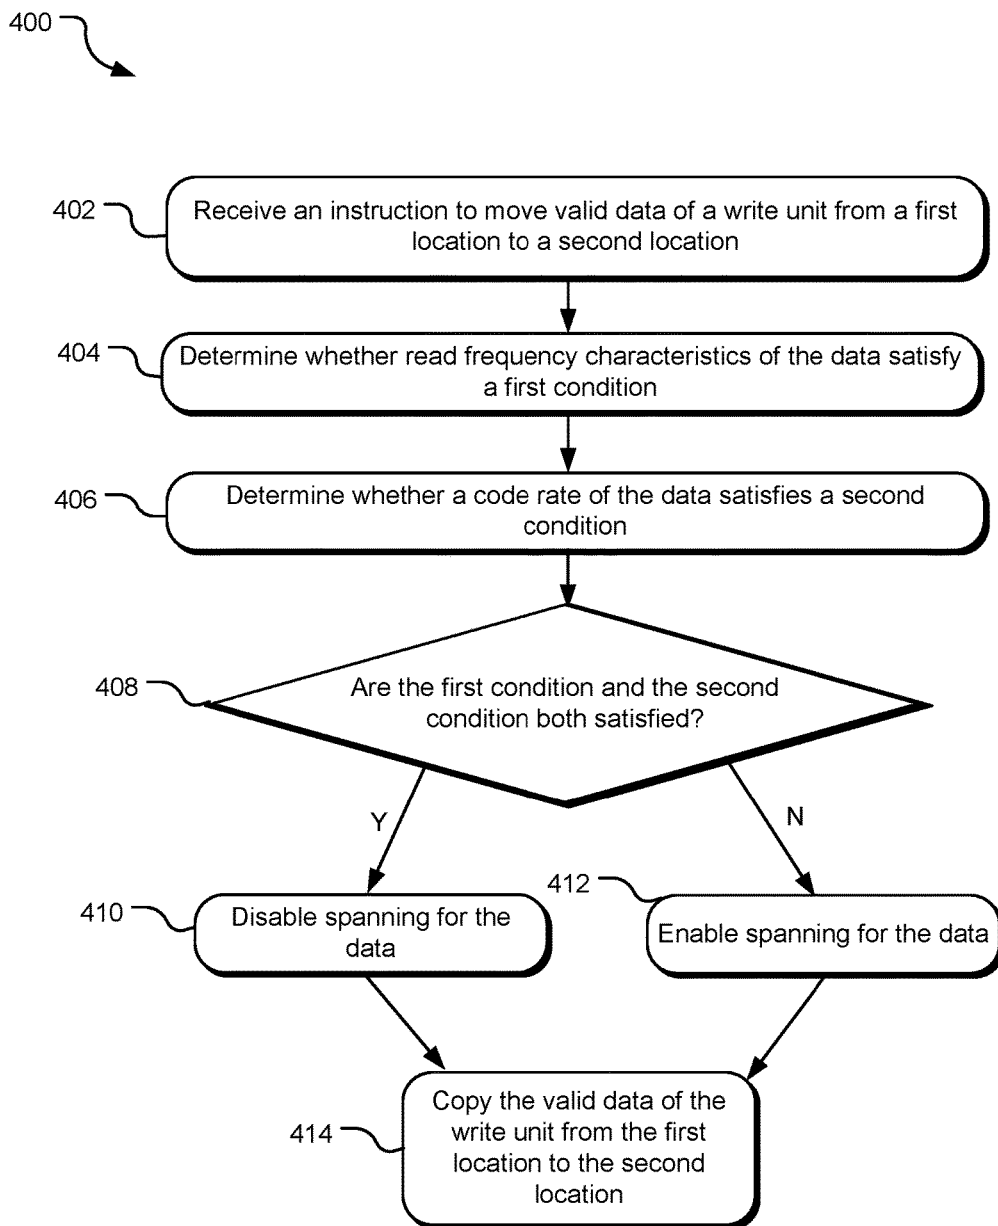 400
402
Receive an instruction to move valid data of a write unit from a first
location to a second location
404
Determine whether read frequency characteristics of the data satisfy
a first condition
406
Determine whether a code rate of the data satisfies a second
condition
408
Are the first condition and the second
condition both satisfied?
Y
N
410
Disable spanning for the
data
412
Enable spanning for the data
414
Copy the valid data of the
write unit from the first
location to the second
location